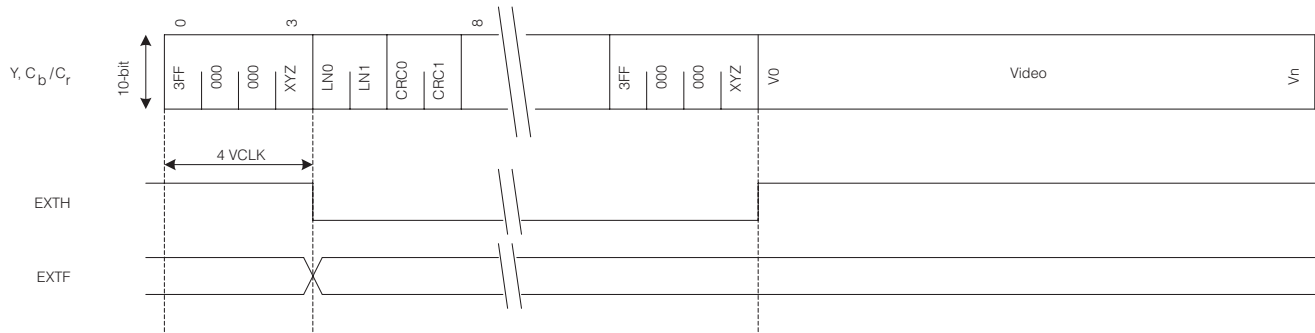 0 3 8
Y, Cb/Cr
10-bit
3FF 000 000 XYZ LN0 LN1 CRC0 CRC1 3FF 000 000 XYZ V0 Video Vn
4 VCLK
EXTH
EXTF